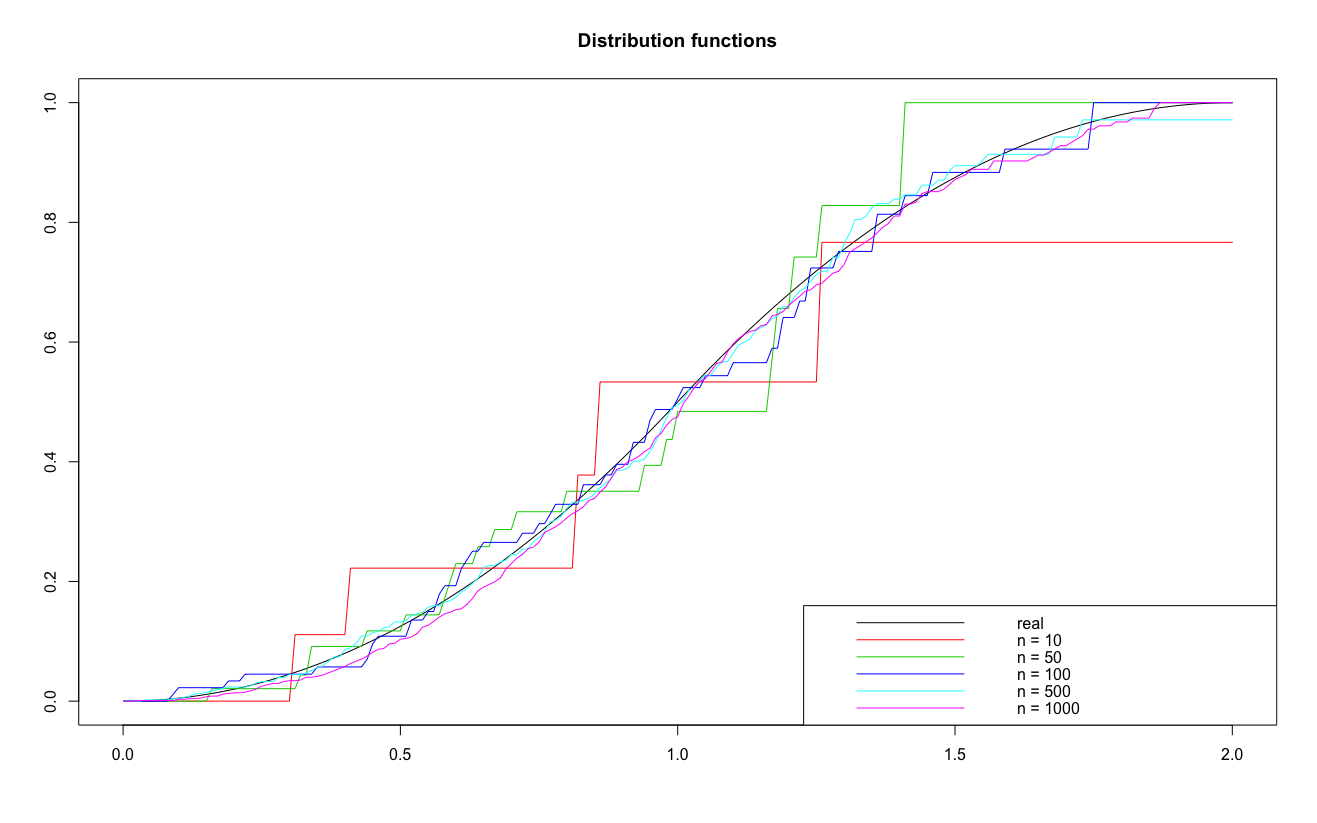 Distribution functions
1.0
0.8
0.6
0.4
0.2
0.0
real
n = 10
n = 50
n = 100
n = 500
n = 1000
0.0 0.5 1.0 1.5 2.0